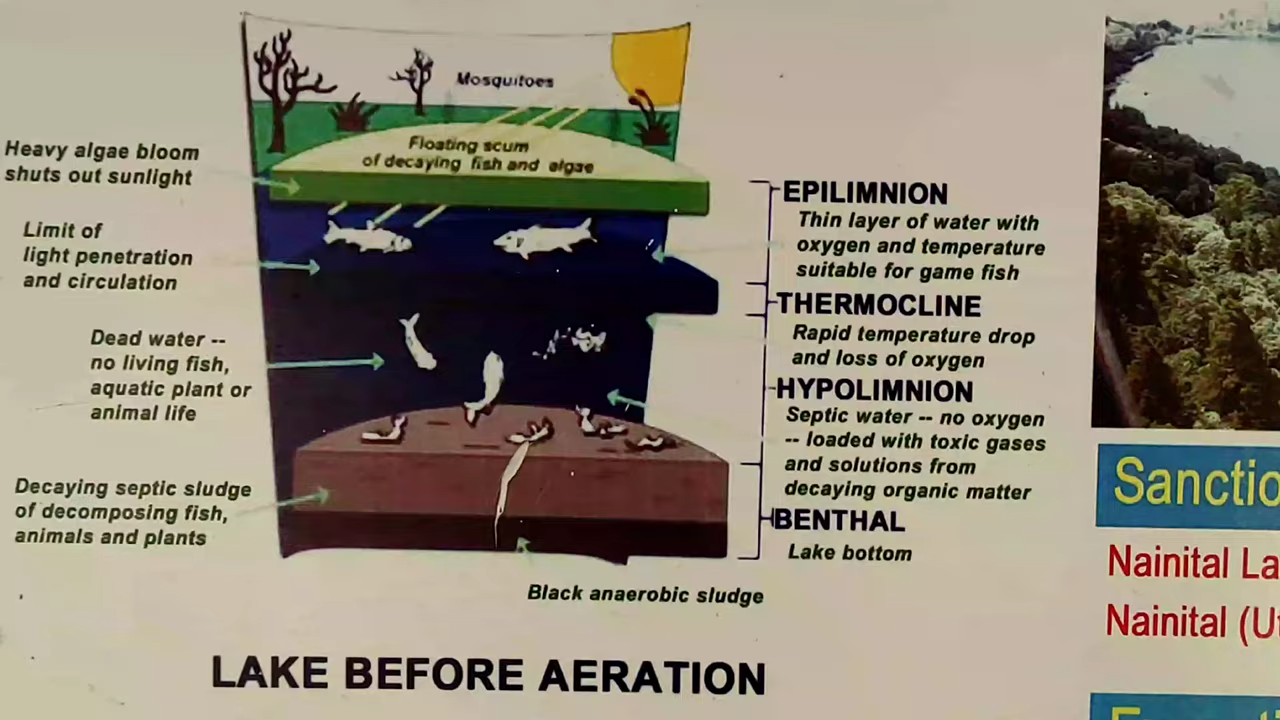 Mosquitoes
Floating scum
of decaying fish and algae
Heavy algae bloom
shuts out sunlight
Limit of
light penetration
and circulation
Dead water --
no living fish,
aquatic plant or
animal life
Decaying septic sludge
of decomposing fish,
animals and plants
EPILIMNION
Thin layer of water with
oxygen and temperature
suitable for game fish
THERMOCLINE
Rapid temperature drop
and loss of oxygen
HYPOLIMNION
Septic water -- no oxygen
-- loaded with toxic gases
and solutions from
decaying organic matter
BENTHAL
Lake bottom
Black anaerobic sludge
LAKE BEFORE AERATION
Sanctio
Nainital La
Nainital (U